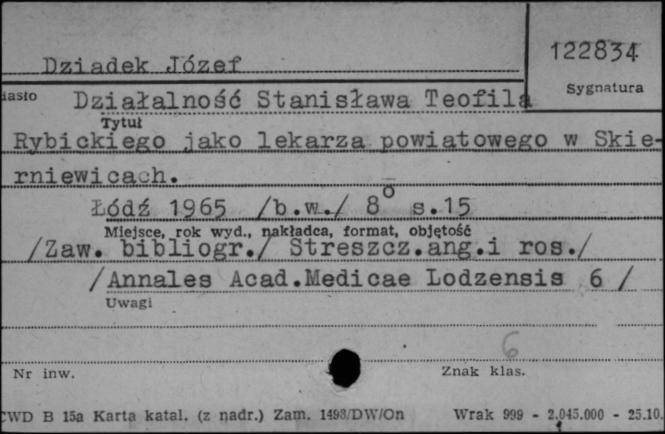 Dziadek Józef
122834
Sygnatura
iasło Działalność Stanisława Teofila
Tytuł
Rybickiego jako lekarza powiatowego w Skie-
rniewicach.
Łódź 1965 /b.w./ 8° s.15
Miejsce, rok wyd., nakładca, format, objętość
/Zaw. bibliogr./ Streszcz.ang.i ros./
/Annales Acad.Medicae Lodzensis 6 /
Uwagi
6
Nr inw.
Znak klas.
CWD B 15a Karta katal. (z nadr.) Zam. 1498/DW/On Wrak 999 - 2.045.000 - 25.10.